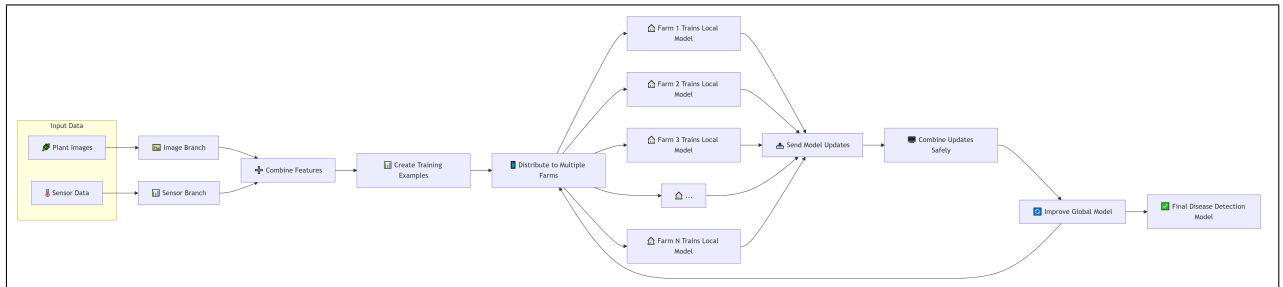 Input Data
Plant Images
Sensor Data
Image Branch
Sensor Branch
Combine Features
Create Training
Examples
Distribute to Multiple
Farms
Farm 1 Trains Local
Model
Farm 2 Trains Local
Model
Farm 3 Trains Local
Model
...
Farm N Trains Local
Model
Send Model Updates
Combine Updates
Safely
Improve Global Model
Final Disease Detection
Model